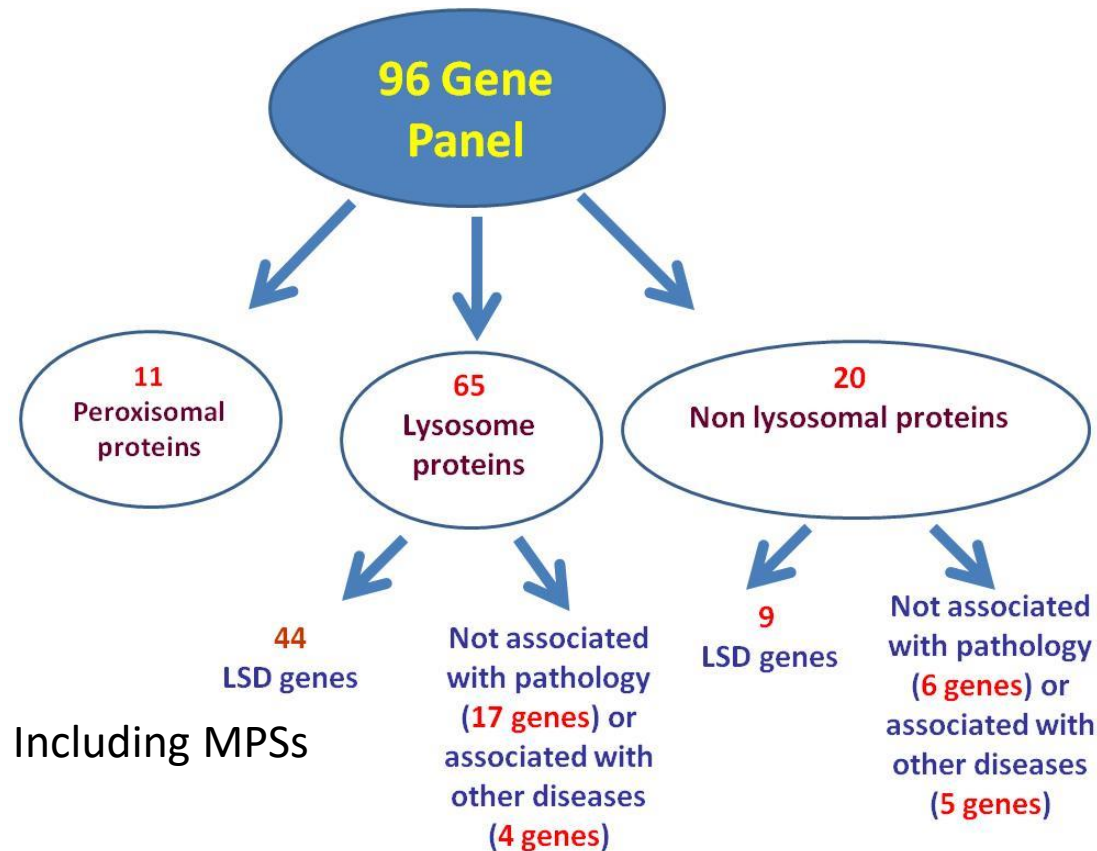 96 Gene
Panel
11
Peroxisomal
proteins
65
Lysosome
proteins
20
Non lysosomal proteins
44
LSD genes
Including MPSs
Not associated
with pathology
(17 genes) or
associated with
other diseases
(4 genes)
9
LSD genes
Not associated
with pathology
(6 genes) or
associated with
other diseases
(5 genes)